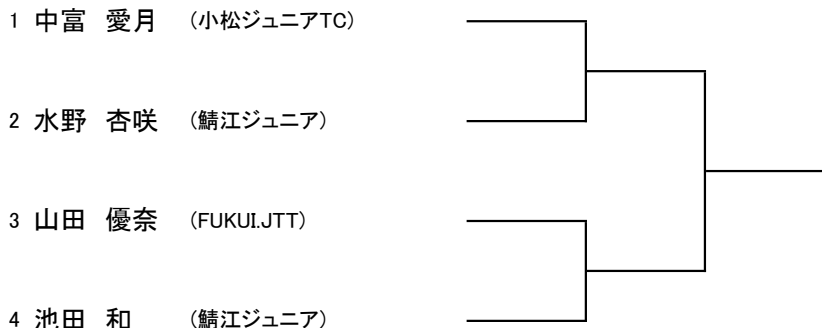 1 中富 愛月 (小松ジュニアTC)
2 水野 杏咲 (鯖江ジュニア)
3 山田 優奈 (FUKUI.JTT)
4 池田 和 (鯖江ジュニア)